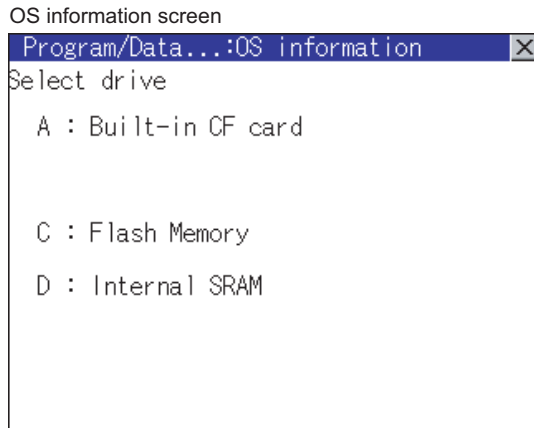 OS information screen
Program/Data...:OS information
Select drive
A : Built-in CF card
C : Flash Memory
D : Internal SRAM